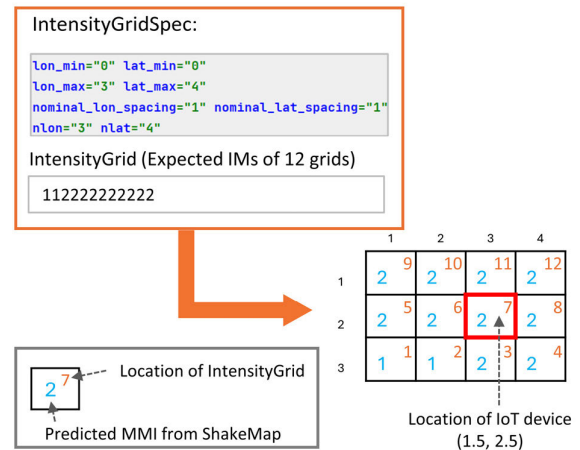 IntensityGridSpec:
lon_min="0" lat_min="0"
lon_max="3" lat_max="4"
nominal_lon_spacing="1" nominal_lat_spacing="1"
nlon="3" nlat="4"
IntensityGrid (Expected IMs of 12 grids)
112222222222
1 2 3 4
1 2 9 2 10 2 11 2 12
2 2 5 2 6 2 7 2 8
3 1 1 1 2 2 3 2 4
Location of IoT device
(1.5, 2.5)
2 7 Location of IntensityGrid
Predicted MMI from ShakeMap